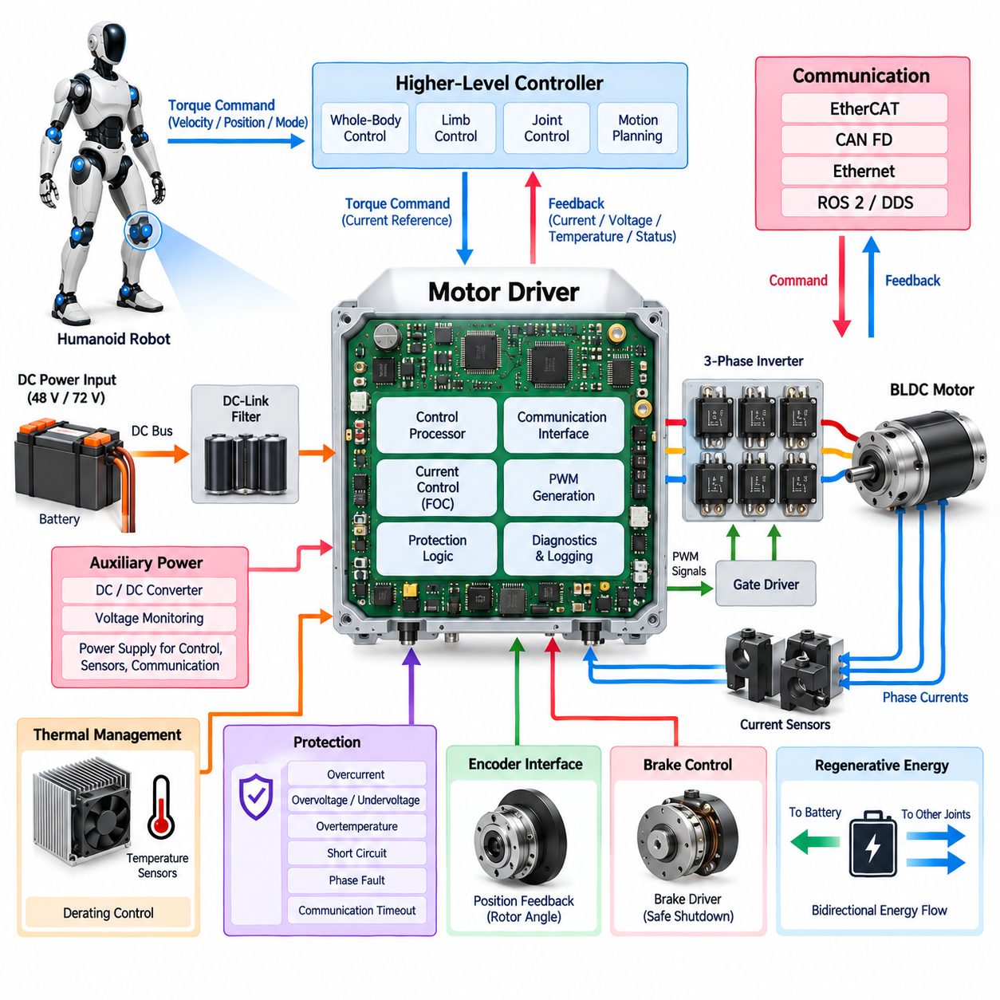 Higher-Level Controller
Whole-Body
Control
Limb
Control
Joint
Control
Motion
Planning
Torque Command
(Velocity / Position / Mode)
Communication
EtherCAT
CAN FD
Ethernet
ROS 2 / DDS
Torque Command
(Current Reference)
Feedback
(Current / Voltage /
Temperature / Status)
Command
Feedback
Humanoid Robot
Motor Driver
Control
Processor
Communication
Interface
Current
Control
(FOC)
PWM
Generation
Protection
Logic
Diagnostics
& Logging
DC Power Input
(48 V / 72 V)
DC Bus
Battery
DC-Link
Filter
3-Phase Inverter
BLDC Motor
PWM
Signals
Gate Driver
Auxiliary Power
DC / DC Converter
Voltage Monitoring
Power Supply for Control,
Sensors, Communication
Phase Currents
Current Sensors
Thermal Management
Temperature
Sensors
Derating Control
Protection
Overcurrent
Overvoltage / Undervoltage
Overtemperature
Short Circuit
Phase Fault
Communication Timeout
Encoder Interface
Position Feedback
(Rotor Angle)
Brake Control
Brake Driver
(Safe Shutdown)
Regenerative Energy
To Battery
To Other Joints
Bidirectional Energy Flow